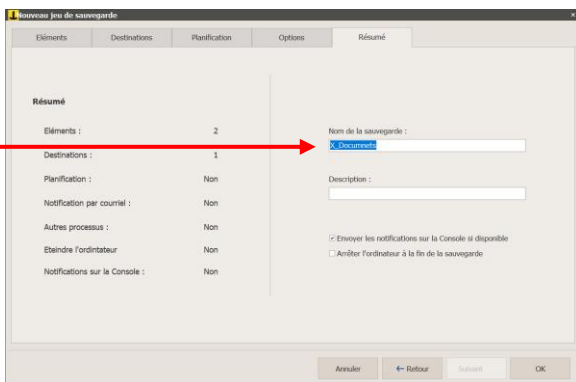 Nouveau jeu de sauvegarde
Eléments Destinations Planification Options Résumé
Résumé
Eléments : 2
Destinations : 1
Planification : Non
Notification par courriel : Non
Autres processus : Non
Eteindre l'ordintateur Non
Notifications sur la Console : Non
Nom de la sauvegarde :
X_Documnets
Description :
Envoyer les notifications sur la Console si disponible
Arrêter l'ordinateur à la fin de la sauvegarde
Annuler ← Retour Suivant OK